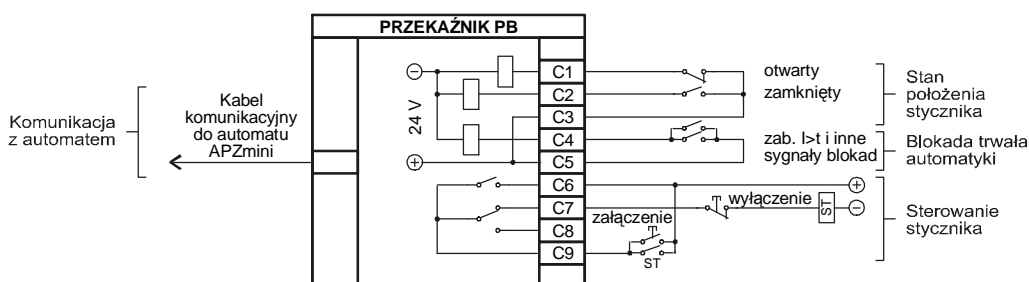 PRZEKAŹNIK PB
Komunikacja
z automatem
Kabel
komunikacyjny
do automatu
APZmini
24 V
C1
C2
C3
C4
C5
C6
C7
C8
C9
otwarty
zamknięty
Stan
położenia
stycznika
zab. I>t i inne
sygnały blokad
Blokada trwała
automatyki
załączenie
ST
wyłączenie
ST
Sterowanie
stycznika